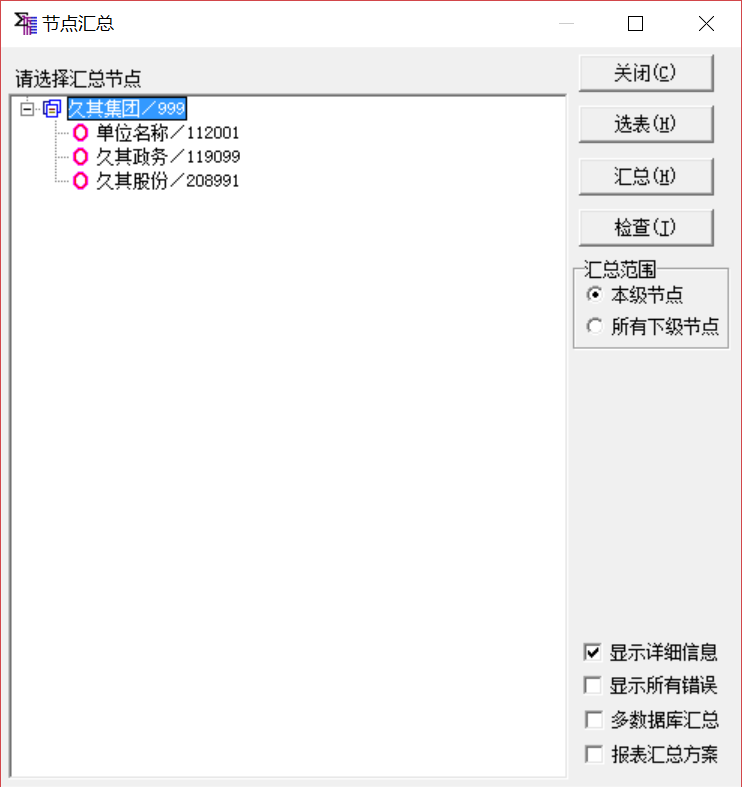 节点汇总
请选择汇总节点
久其集团／999
单位名称／112001
久其政务／119099
久其股份／208991
关闭(C)
选表(H)
汇总(H)
检查(I)
汇总范围
本级节点
所有下级节点
显示详细信息
显示所有错误
多数据库汇总
报表汇总方案